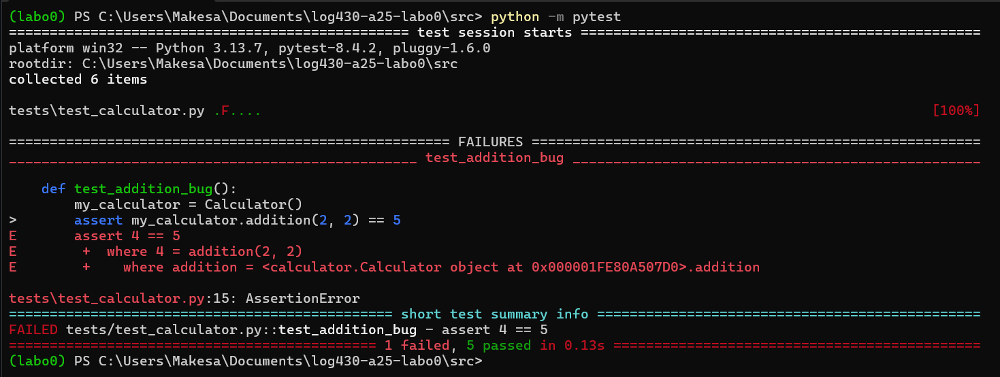 (labo0) PS C:\Users\Makesa\Documents\log430-a25-labo0\src> python -m pytest
================================================= test session starts =================================================
platform win32 -- Python 3.13.7, pytest-8.4.2, pluggy-1.6.0
rootdir: C:\Users\Makesa\Documents\log430-a25-labo0\src
collected 6 items

tests\test_calculator.py .F.... [100%]

====================================================== FAILURES =======================================================
__________________________________________________ test_addition_bug __________________________________________________

    def test_addition_bug():
        my_calculator = Calculator()
>       assert my_calculator.addition(2, 2) == 5
E       assert 4 == 5
E        +  where 4 = addition(2, 2)
E        +    where addition = <calculator.Calculator object at 0x000001FE80A507D0>.addition

tests\test_calculator.py:15: AssertionError
=============================================== short test summary info ===============================================
FAILED tests/test_calculator.py::test_addition_bug - assert 4 == 5
============================================= 1 failed, 5 passed in 0.13s =============================================
(labo0) PS C:\Users\Makesa\Documents\log430-a25-labo0\src>